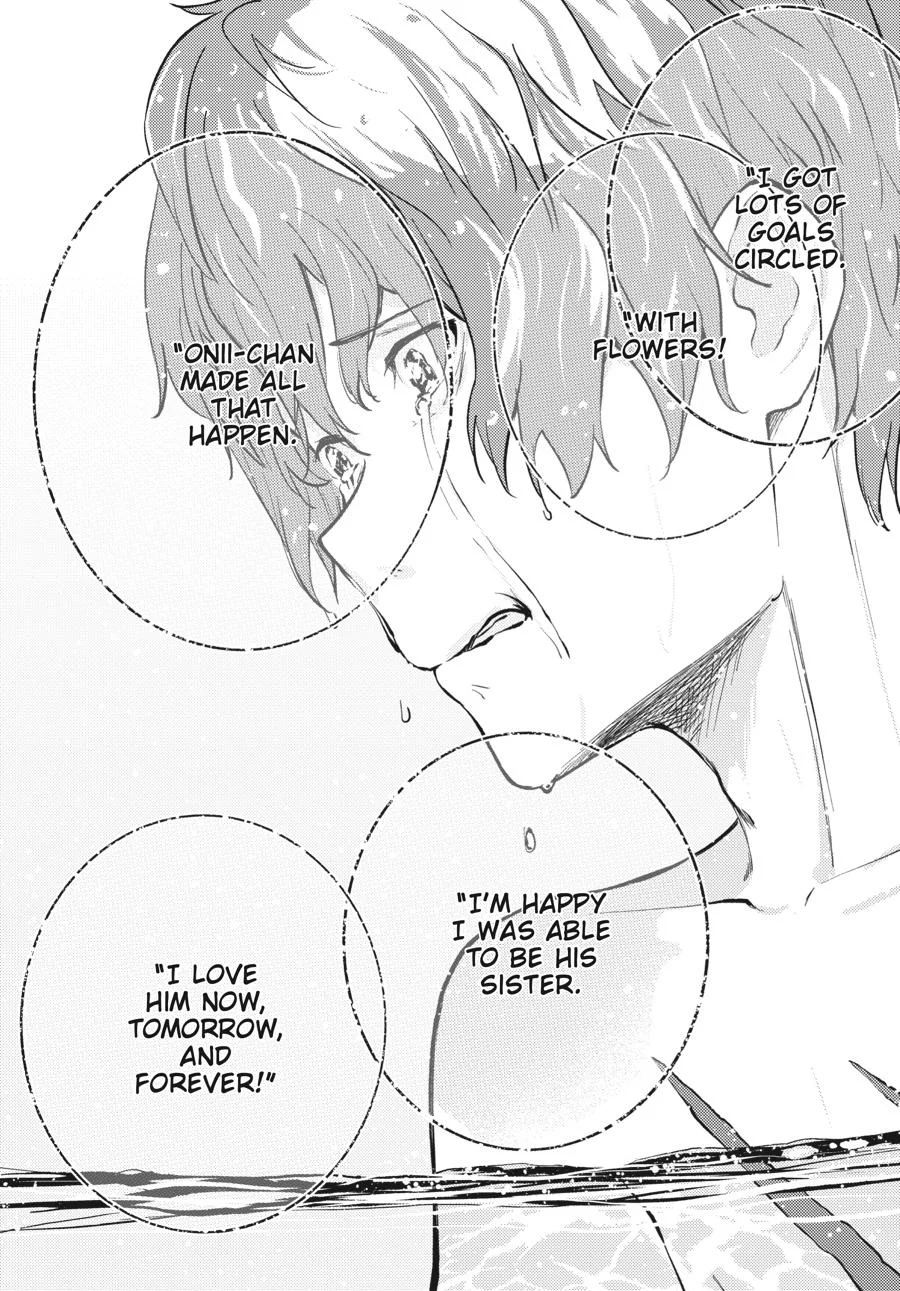 "I GOT
LOTS OF
GOALS
CIRCLED.
"WITH
FLOWERS!
"ONII-CHAN
MADE ALL
THAT
HAPPEN.
"I'M HAPPY
I WAS ABLE
TO BE HIS
SISTER.
"I LOVE
HIM NOW,
TOMORROW,
AND
FOREVER!"